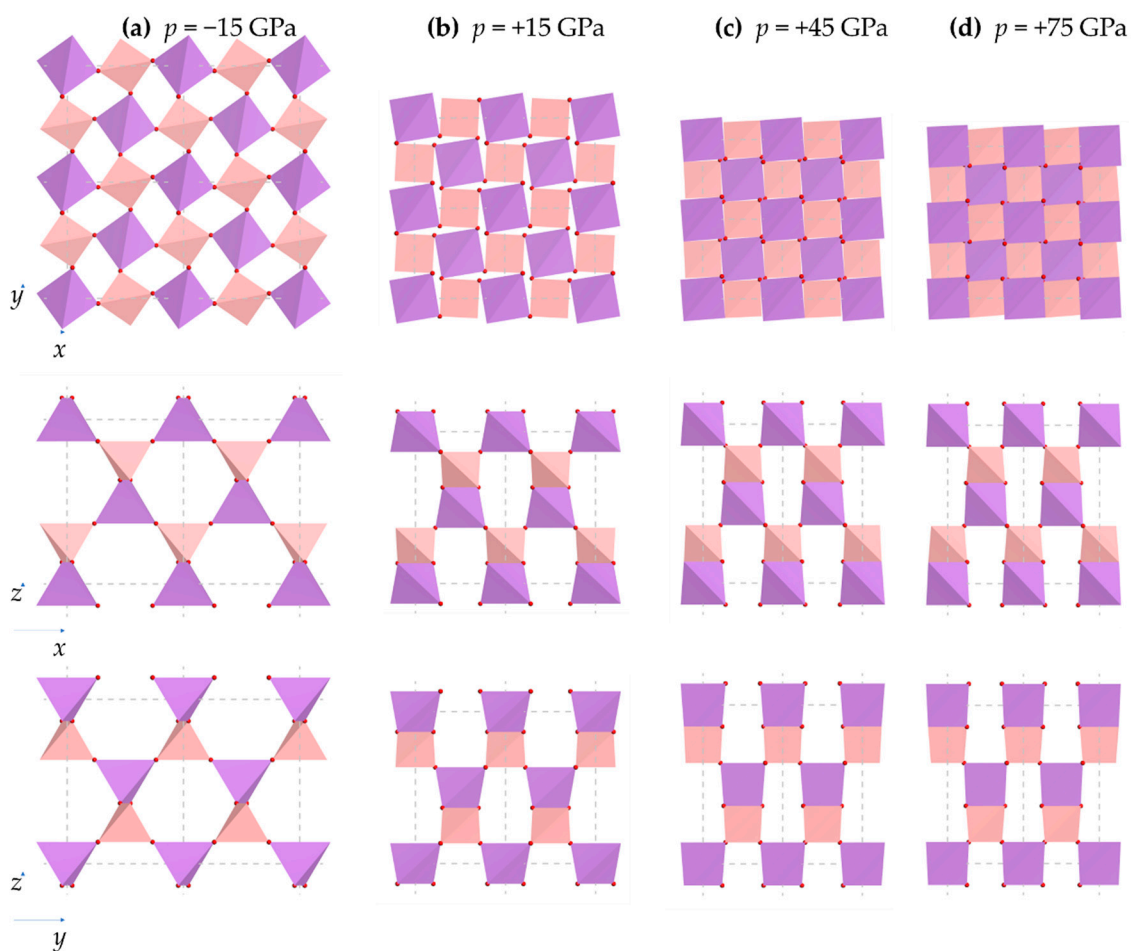 (a) p = −15 GPa
(b) p = +15 GPa
(c) p = +45 GPa
(d) p = +75 GPa
y
x
z
x
z
y